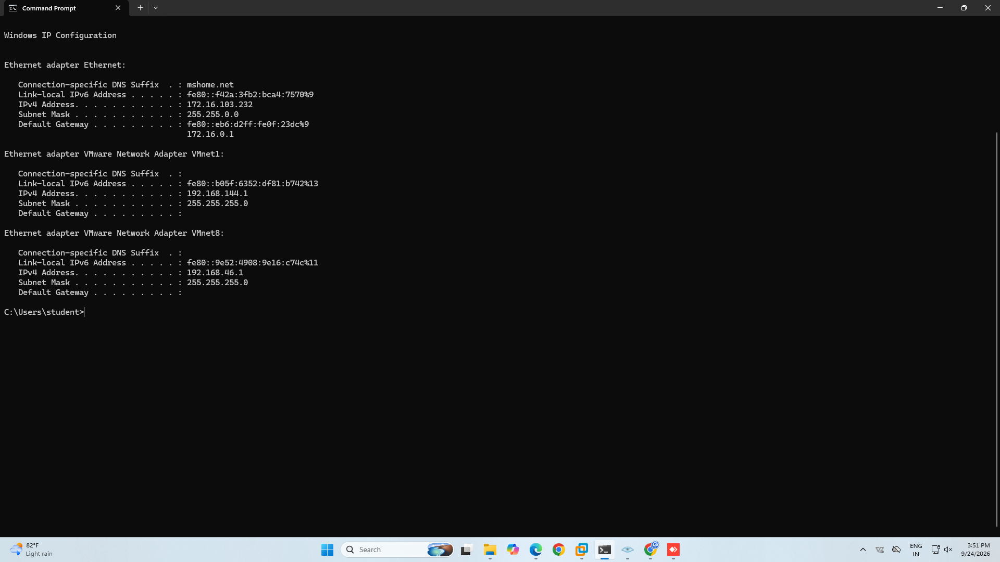 Command Prompt
Windows IP Configuration
Ethernet adapter Ethernet:
Connection-specific DNS Suffix  . : mshome.net
Link-local IPv6 Address . . . . . : fe80::f42a:3fb2:bca4:7570%9
IPv4 Address. . . . . . . . . . . : 172.16.103.232
Subnet Mask . . . . . . . . . . . : 255.255.0.0
Default Gateway . . . . . . . . . : fe80::eb6:d2ff:fe0f:23dc%9
172.16.0.1
Ethernet adapter VMware Network Adapter VMnet1:
Connection-specific DNS Suffix  . :
Link-local IPv6 Address . . . . . : fe80::b05f:6352:df81:b742%13
IPv4 Address. . . . . . . . . . . : 192.168.144.1
Subnet Mask . . . . . . . . . . . : 255.255.255.0
Default Gateway . . . . . . . . . :
Ethernet adapter VMware Network Adapter VMnet8:
Connection-specific DNS Suffix  . :
Link-local IPv6 Address . . . . . : fe80::9e52:4908:9e16:c74c%11
IPv4 Address. . . . . . . . . . . : 192.168.46.1
Subnet Mask . . . . . . . . . . . : 255.255.255.0
Default Gateway . . . . . . . . . :
C:\Users\student>
82°F
Light rain
Search
ENG
IN
3:51 PM
9/24/2026